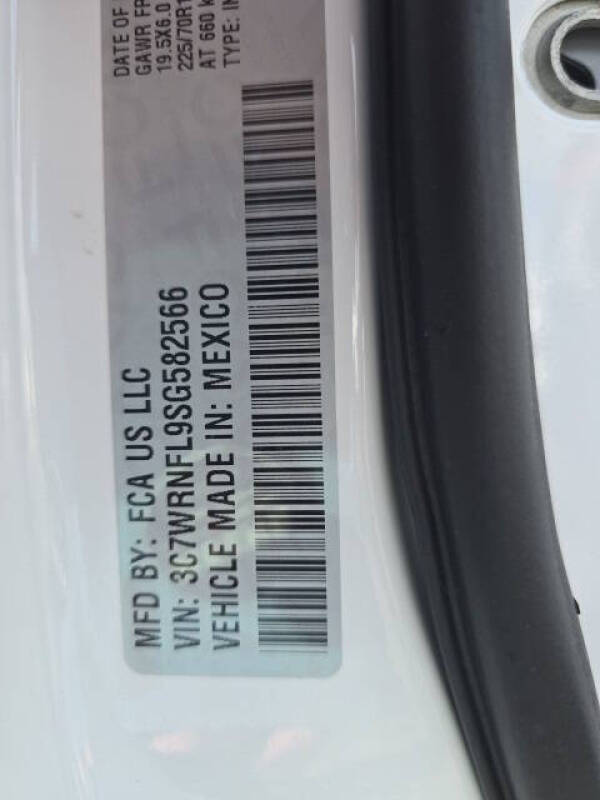 MFD BY: FCA US LLC
VIN: 3C7WRNFL9SG582566
VEHICLE MADE IN: MEXICO
DATE OF
GAWR FR
19.5X6.0
225/70R1
AT 660 k
TYPE: IN